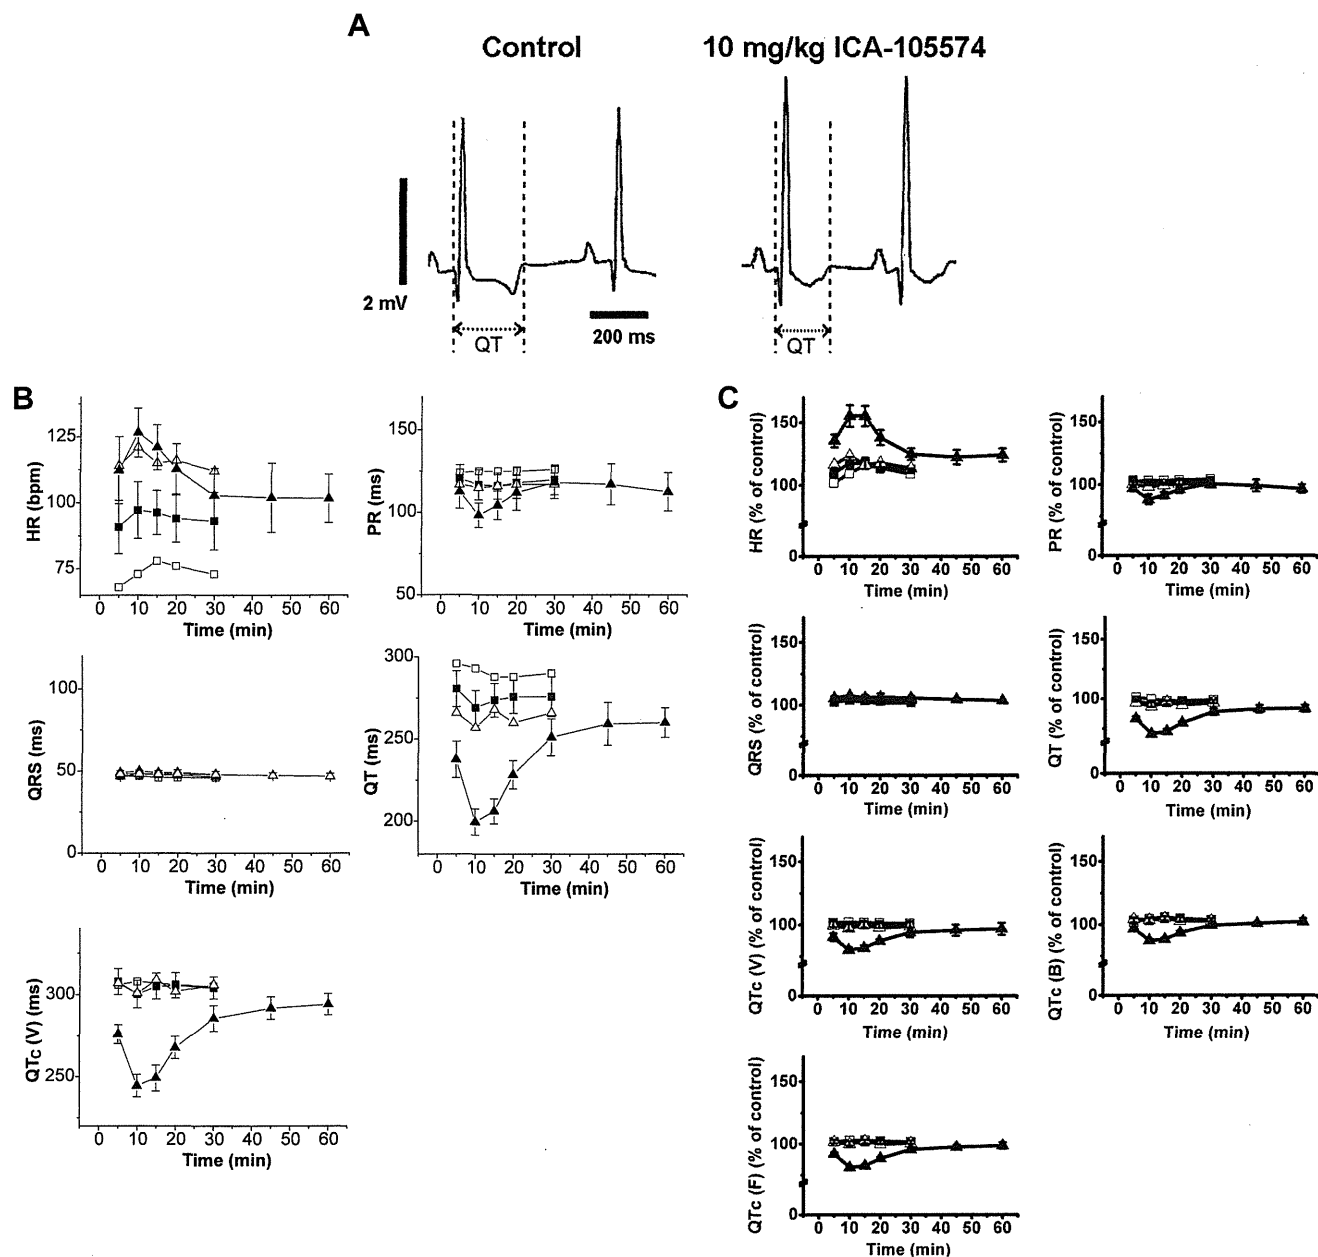 A
Control
10 mg/kg ICA-105574
2 mV
200 ms
QT
QT
B
HR (bpm)
125
100
75
0 10 20 30 40 50 60
Time (min)
PR (ms)
150
100
50
0 10 20 30 40 50 60
Time (min)
QRS (ms)
100
50
0
0 10 20 30 40 50 60
Time (min)
QT (ms)
300
250
200
0 10 20 30 40 50 60
Time (min)
QTc (V) (ms)
300
250
0 10 20 30 40 50 60
Time (min)
C
HR (% of control)
150
100
0
0 10 20 30 40 50 60
Time (min)
PR (% of control)
150
100
0
0 10 20 30 40 50 60
Time (min)
QRS (% of control)
150
100
0
0 10 20 30 40 50 60
Time (min)
QT (% of control)
150
100
0
0 10 20 30 40 50 60
Time (min)
QTc (V) (% of control)
150
100
0
0 10 20 30 40 50 60
Time (min)
QTc (B) (% of control)
150
100
0
0 10 20 30 40 50 60
Time (min)
QTc (F) (% of control)
150
100
0
0 10 20 30 40 50 60
Time (min)